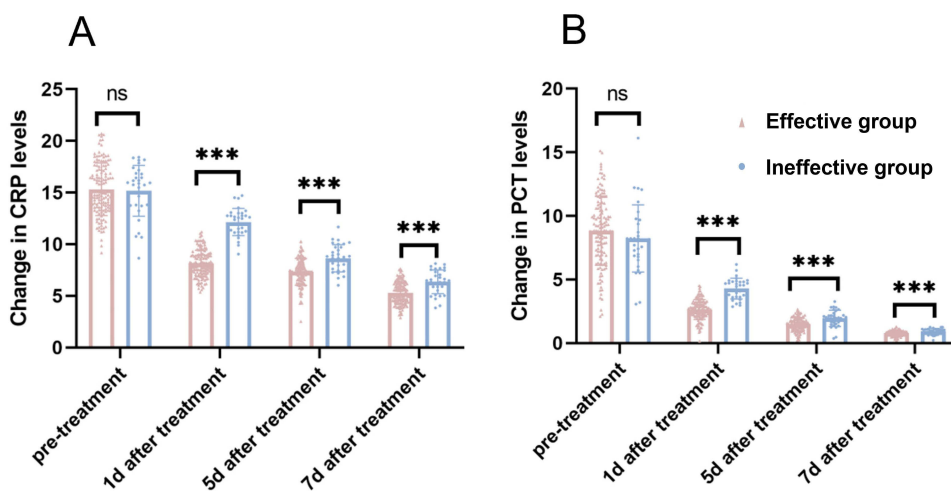 A
Change in CRP levels
25
20
15
10
5
0
ns
***
***
***
pre-treatment
1d after treatment
5d after treatment
7d after treatment
B
Change in PCT levels
20
15
10
5
0
ns
***
***
***
Effective group
Ineffective group
pre-treatment
1d after treatment
5d after treatment
7d after treatment